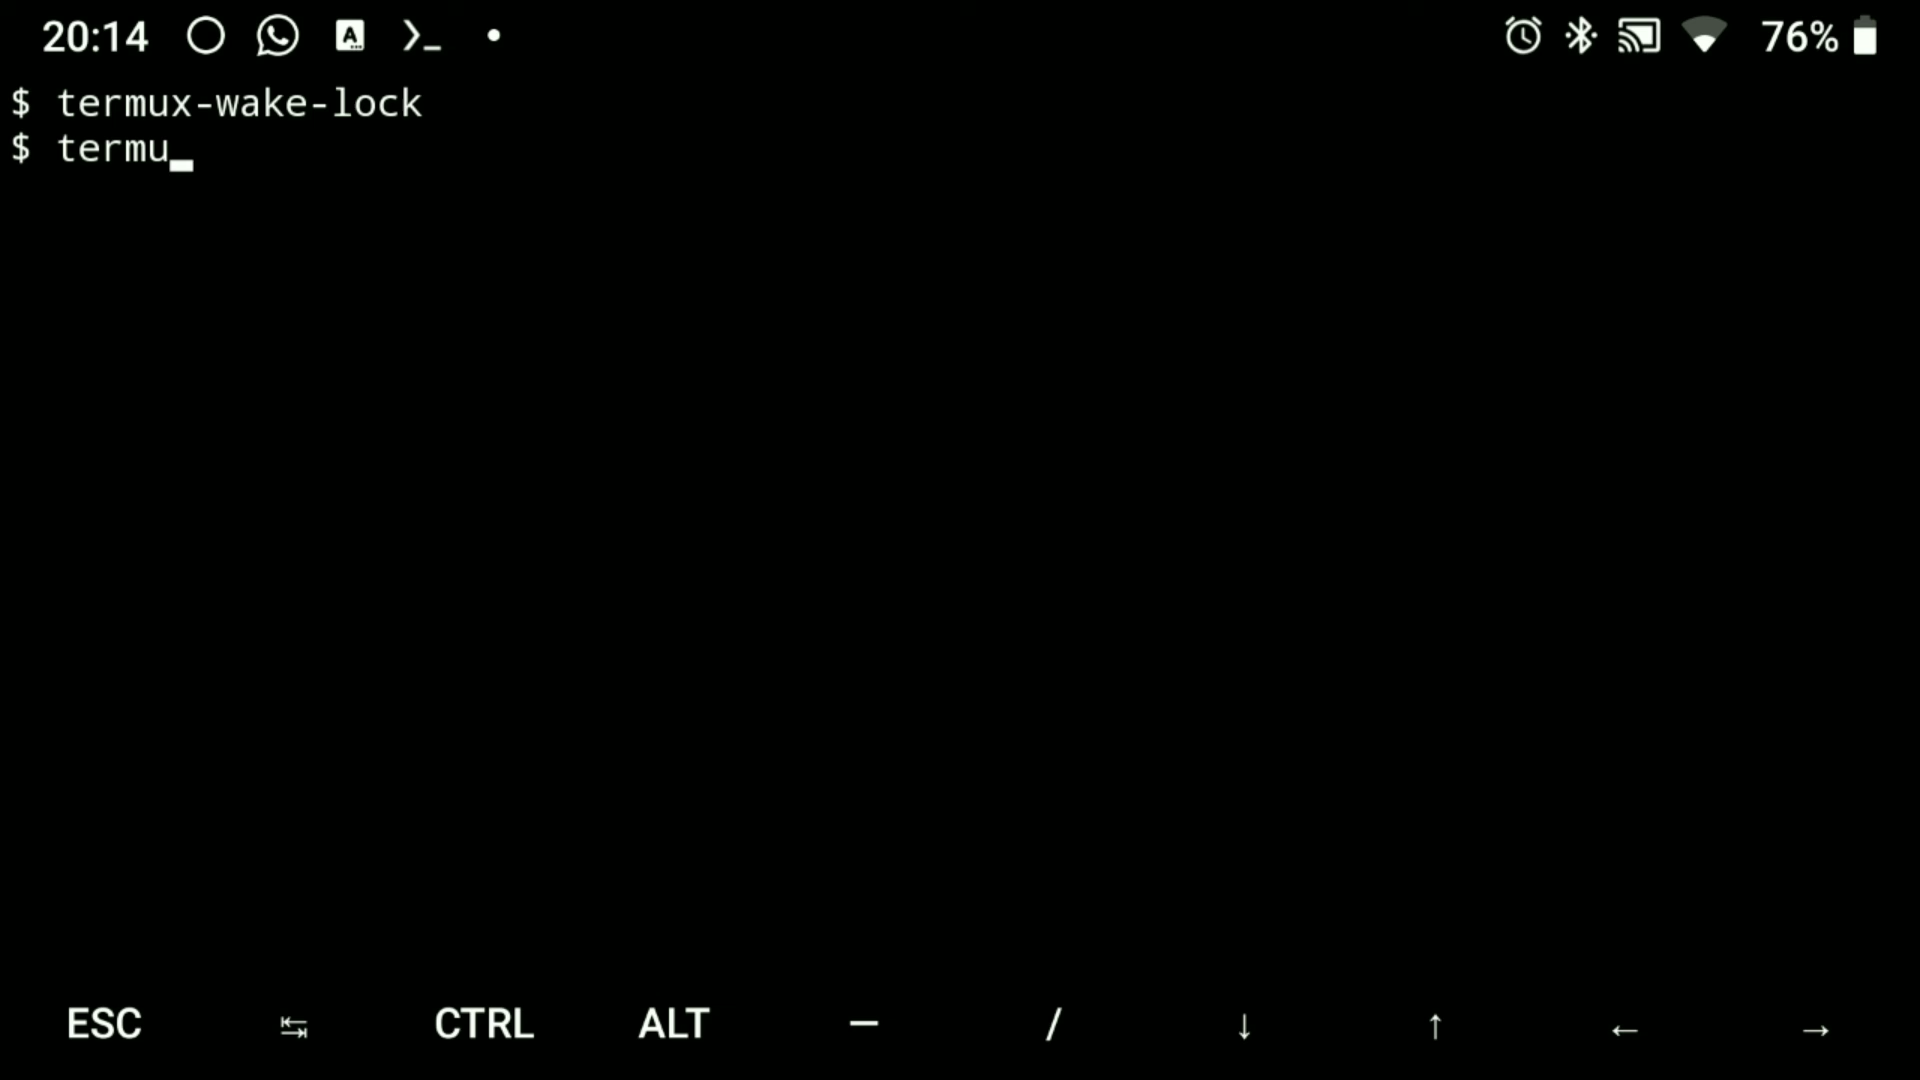 20:14 76%
$ termux-wake-lock
$ termu
ESC ⇆ CTRL ALT — / ↓ ↑ ← →